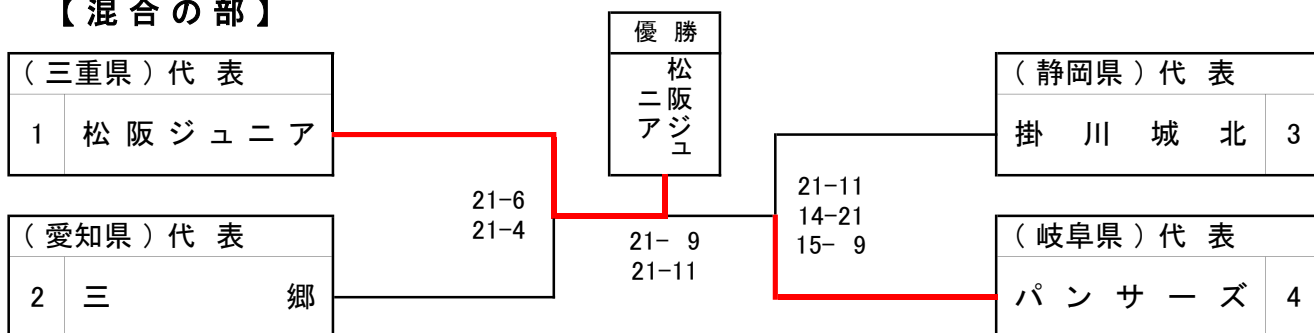 【混合の部】
優 勝
松阪ジュ
ニア
(三重県)代 表
1 松阪ジュニア
(愛知県)代 表
2 三 郷
21-6
21-4
21- 9
21-11
21-11
14-21
15- 9
(静岡県)代 表
掛 川 城 北 3
(岐阜県)代 表
パンサーズ 4